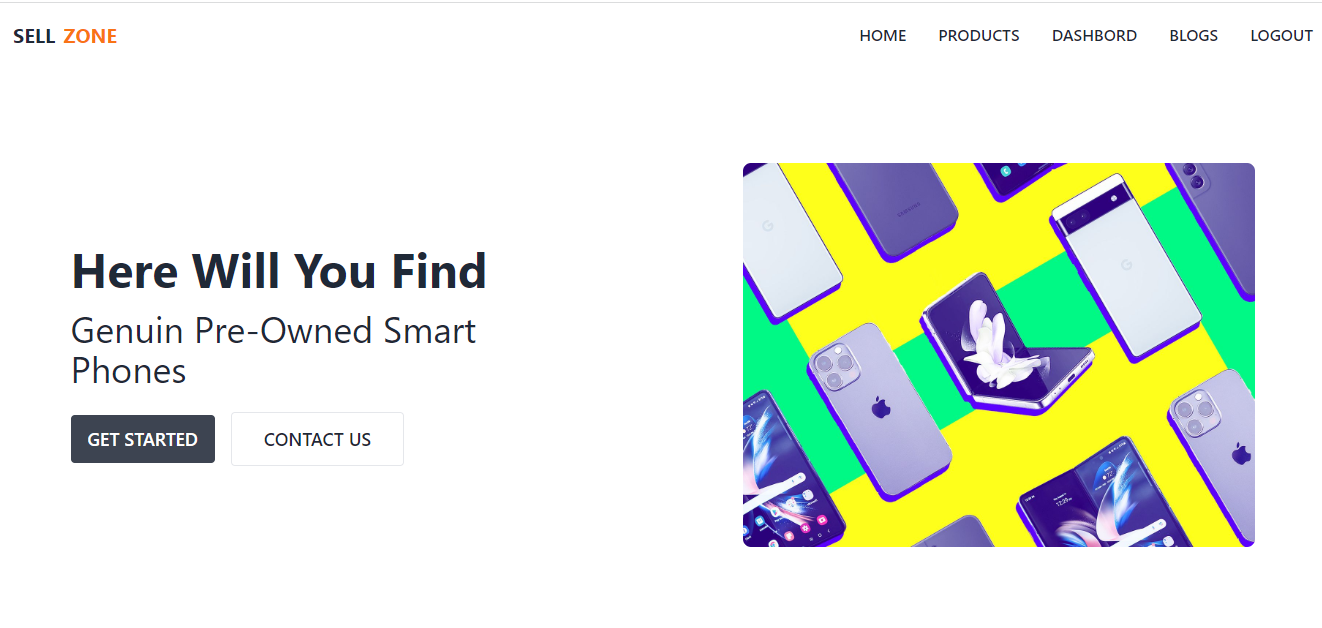 SELL ZONE
HOME PRODUCTS DASHBORD BLOGS LOGOUT
Here Will You Find
Genuin Pre-Owned Smart
Phones
GET STARTED
CONTACT US
SAMSUNG